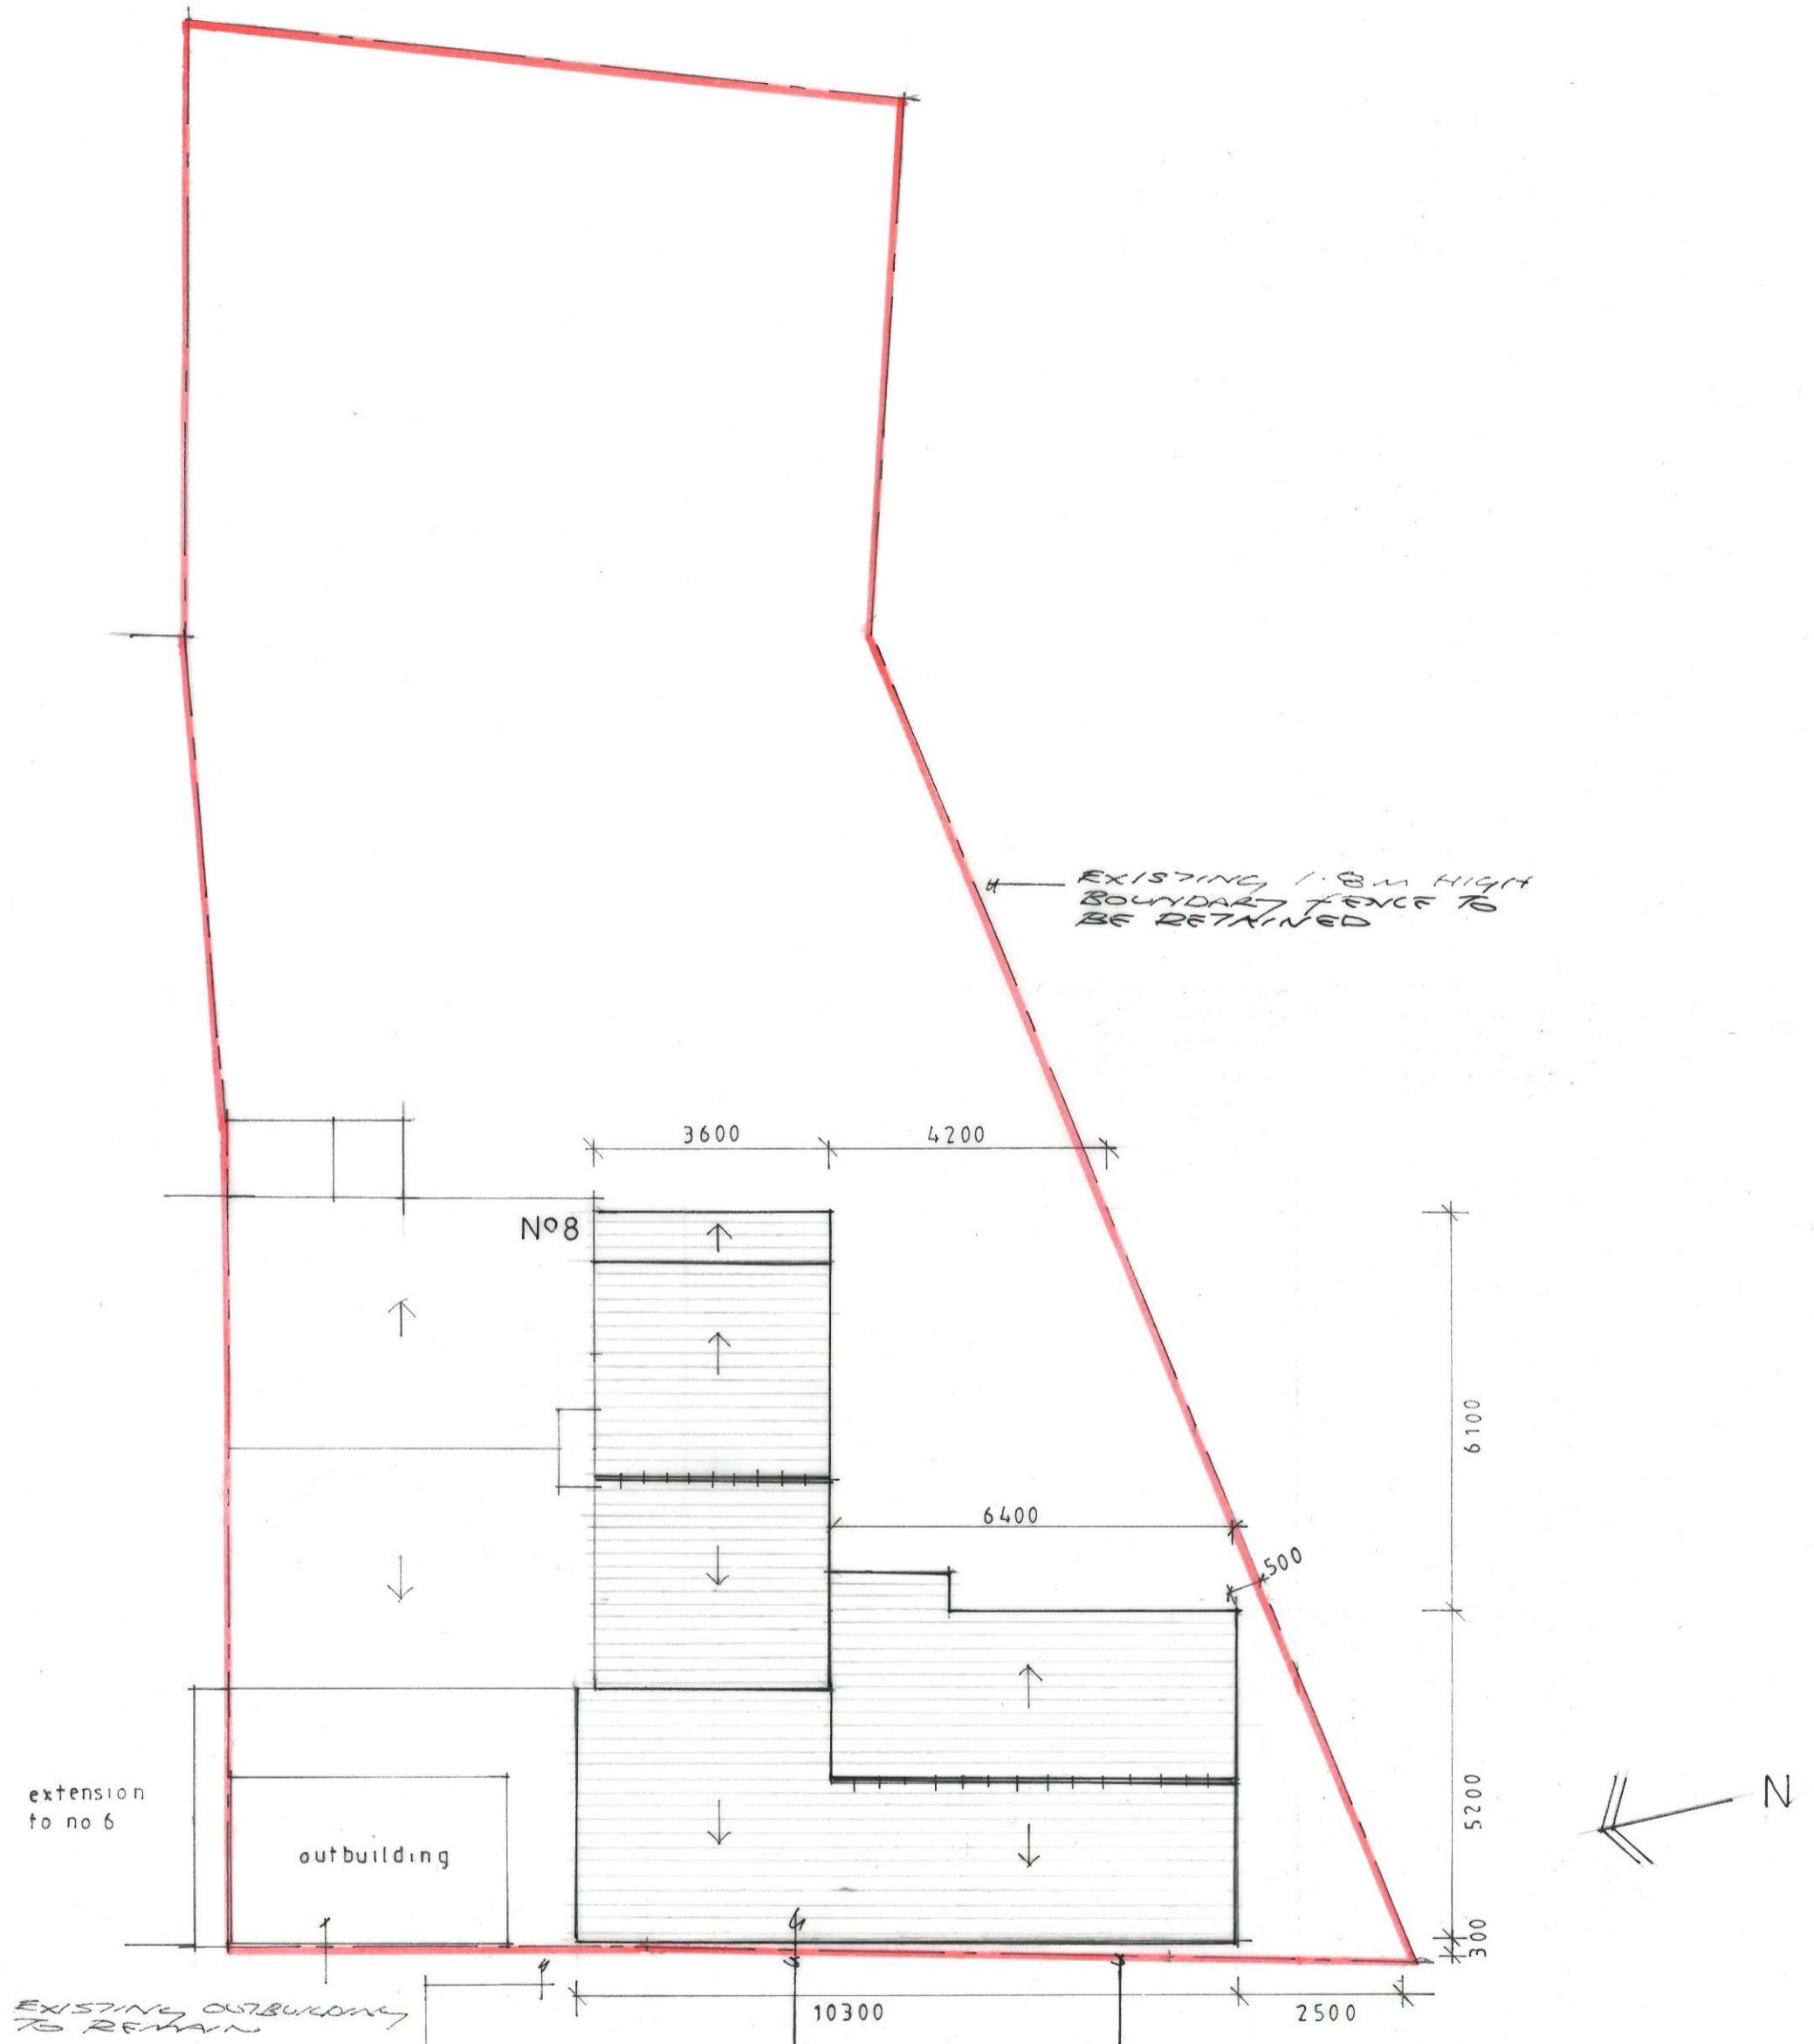 EXISTING 1.8M HIGH
BOUNDARY FENCE TO
BE RETAINED
3600
4200
Nº8
6100
6400
500
extension
to no 6
outbuilding
5200
N
300
EXISTING OUTBUILDING
TO REMAIN
10300
2500